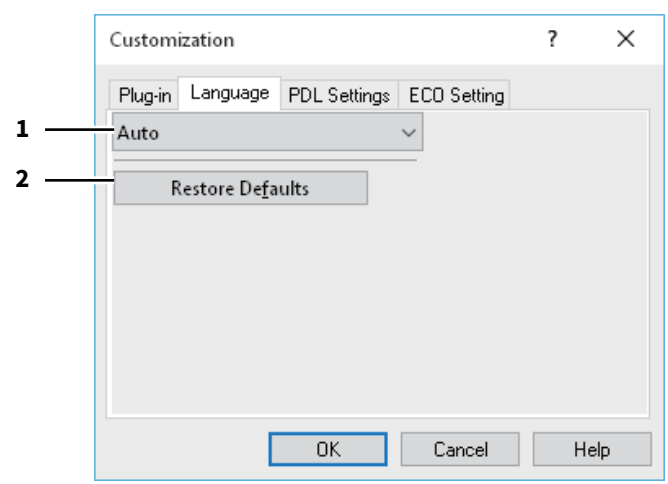 Customization ?
Plug-in Language PDL Settings ECO Setting
1 Auto
2 Restore Defaults
OK Cancel Help